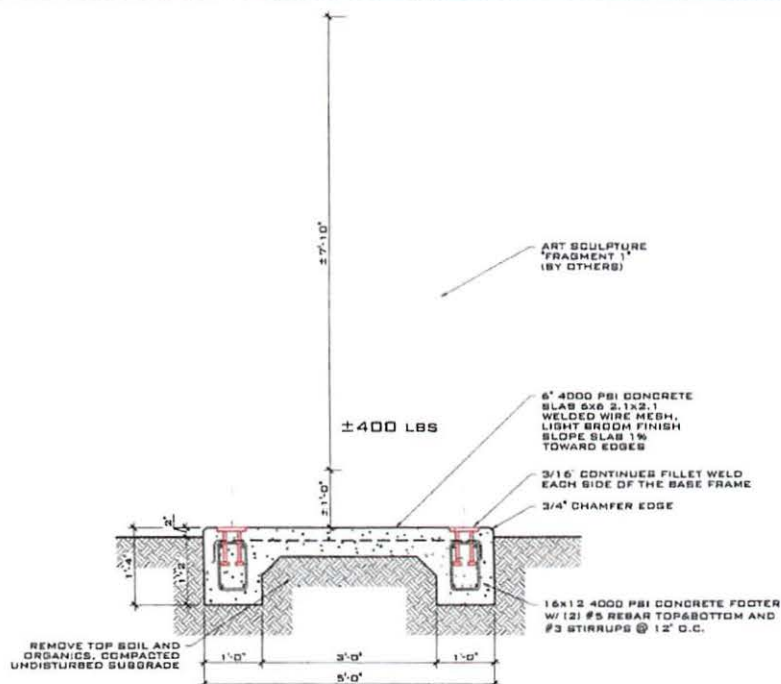 ±7'-10"
ART SCULPTURE
"FRAGMENT 1"
(BY OTHERS)
±400 LBS
6" 4000 PSI CONCRETE
SLAB 6X6 2.1X2.1
WELDED WIRE MESH,
LIGHT BROOM FINISH
SLOPE SLAB 1%
TOWARD EDGES
±1'-0"
3/16" CONTINUES FILLET WELD
EACH SIDE OF THE BASE FRAME
3/4" CHAMFER EDGE
2"
1'-4"
1'-2"
16x12 4000 PSI CONCRETE FOOTER
W/ (2) #5 REBAR TOP&BOTTOM AND
#3 STIRRUPS @ 12" O.C.
REMOVE TOP SOIL AND
ORGANICS, COMPACTED
UNDISTURBED SUBGRADE
1'-0" 3'-0" 1'-0"
5'-0"